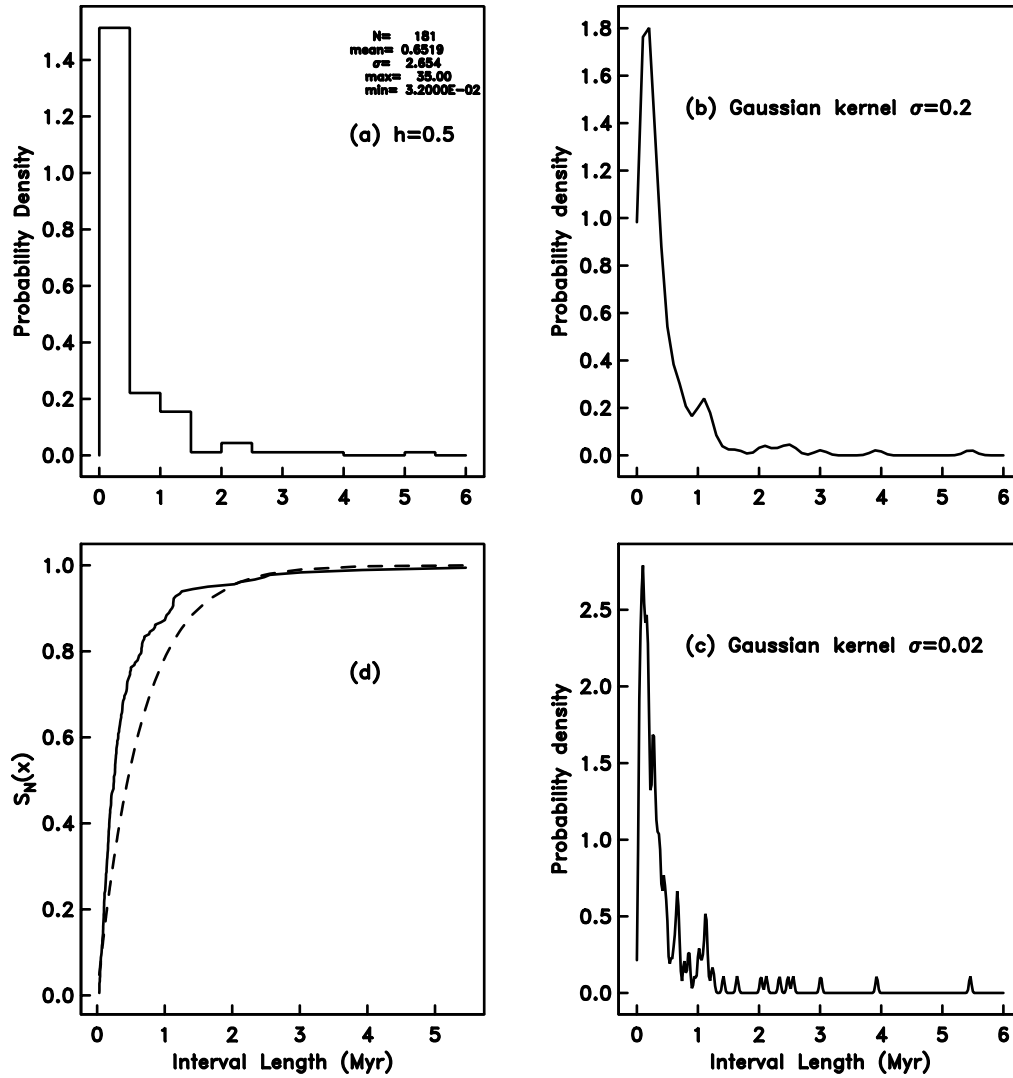 N= 181
mean= 0.6519
σ= 2.654
max= 35.00
min= 3.2000E-02
(a) h=0.5
Probability Density
1.4
1.2
1.0
0.8
0.6
0.4
0.2
0.0
0 1 2 3 4 5 6
(b) Gaussian kernel σ=0.2
Probability density
1.8
1.6
1.4
1.2
1.0
0.8
0.6
0.4
0.2
0.0
0 1 2 3 4 5 6
(d)
S_N(x)
1.0
0.8
0.6
0.4
0.2
0.0
0 1 2 3 4 5
Interval Length (Myr)
(c) Gaussian kernel σ=0.02
Probability density
2.5
2.0
1.5
1.0
0.5
0.0
0 1 2 3 4 5 6
Interval Length (Myr)